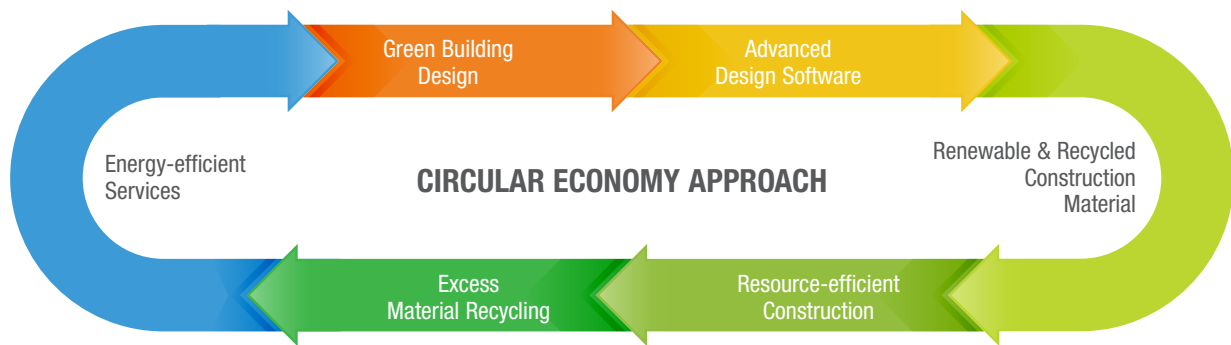 Green Building
Design
Advanced
Design Software
Energy-efficient
Services
CIRCULAR ECONOMY APPROACH
Renewable & Recycled
Construction
Material
Excess
Material Recycling
Resource-efficient
Construction